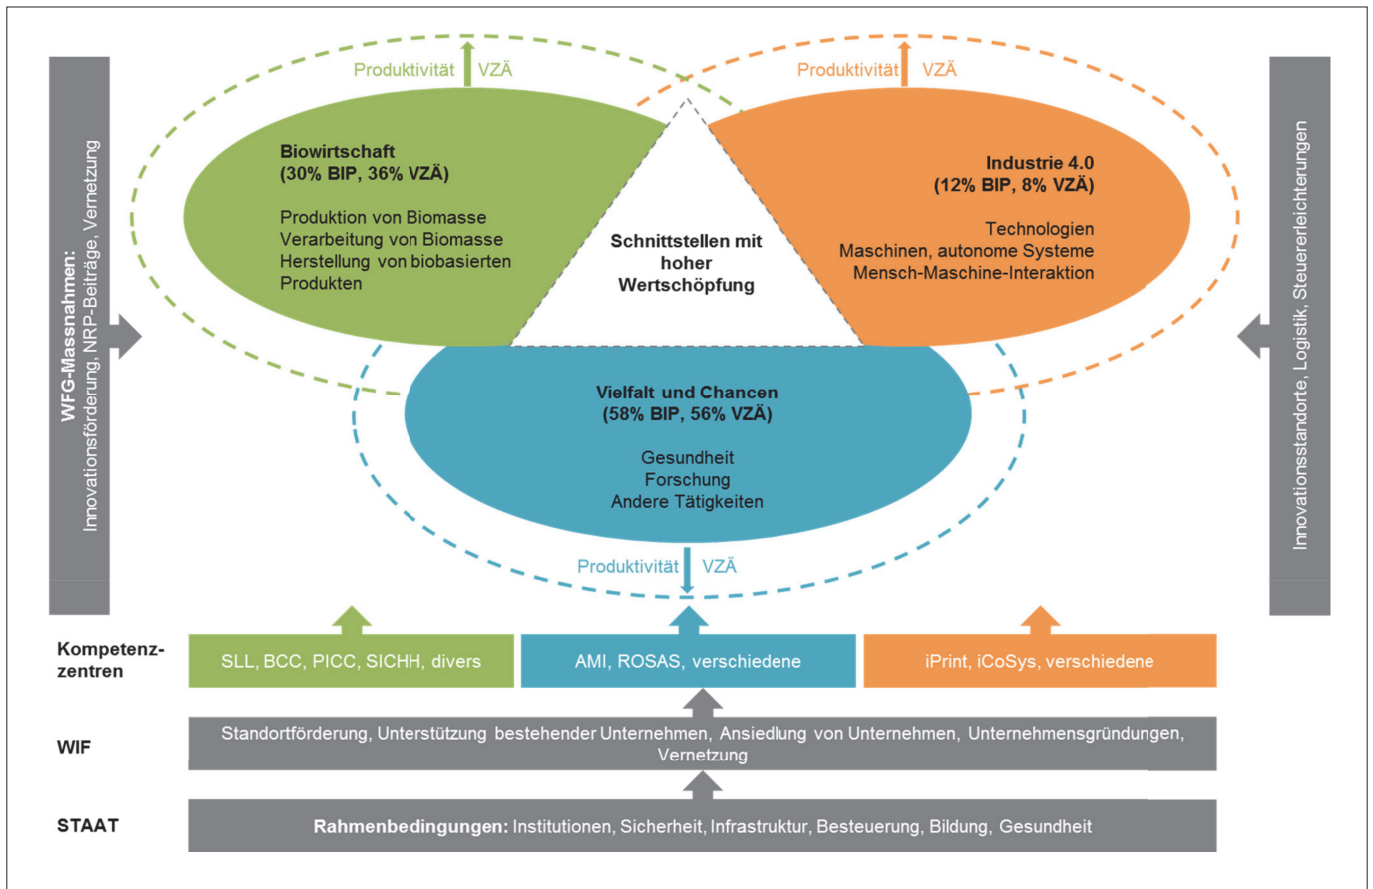 Produktivität VZÄ
Produktivität VZÄ
WFG-Massnahmen:
Innovationsförderung, NRP-Beiträge, Vernetzung
Biowirtschaft
(30% BIP, 36% VZÄ)
Produktion von Biomasse
Verarbeitung von Biomasse
Herstellung von biobasierten
Produkten
Schnittstellen mit
hoher
Wertschöpfung
Industrie 4.0
(12% BIP, 8% VZÄ)
Technologien
Maschinen, autonome Systeme
Mensch-Maschine-Interaktion
Innovationsstandorte, Logistik, Steuererleichterungen
Vielfalt und Chancen
(58% BIP, 56% VZÄ)
Gesundheit
Forschung
Andere Tätigkeiten
Produktivität VZÄ
Kompetenz-
zentren
SLL, BCC, PICC, SICHH, divers
AMI, ROSAS, verschiedene
iPrint, iCoSys, verschiedene
WIF
Standortförderung, Unterstützung bestehender Unternehmen, Ansiedlung von Unternehmen, Unternehmensgründungen,
Vernetzung
STAAT
Rahmenbedingungen: Institutionen, Sicherheit, Infrastruktur, Besteuerung, Bildung, Gesundheit